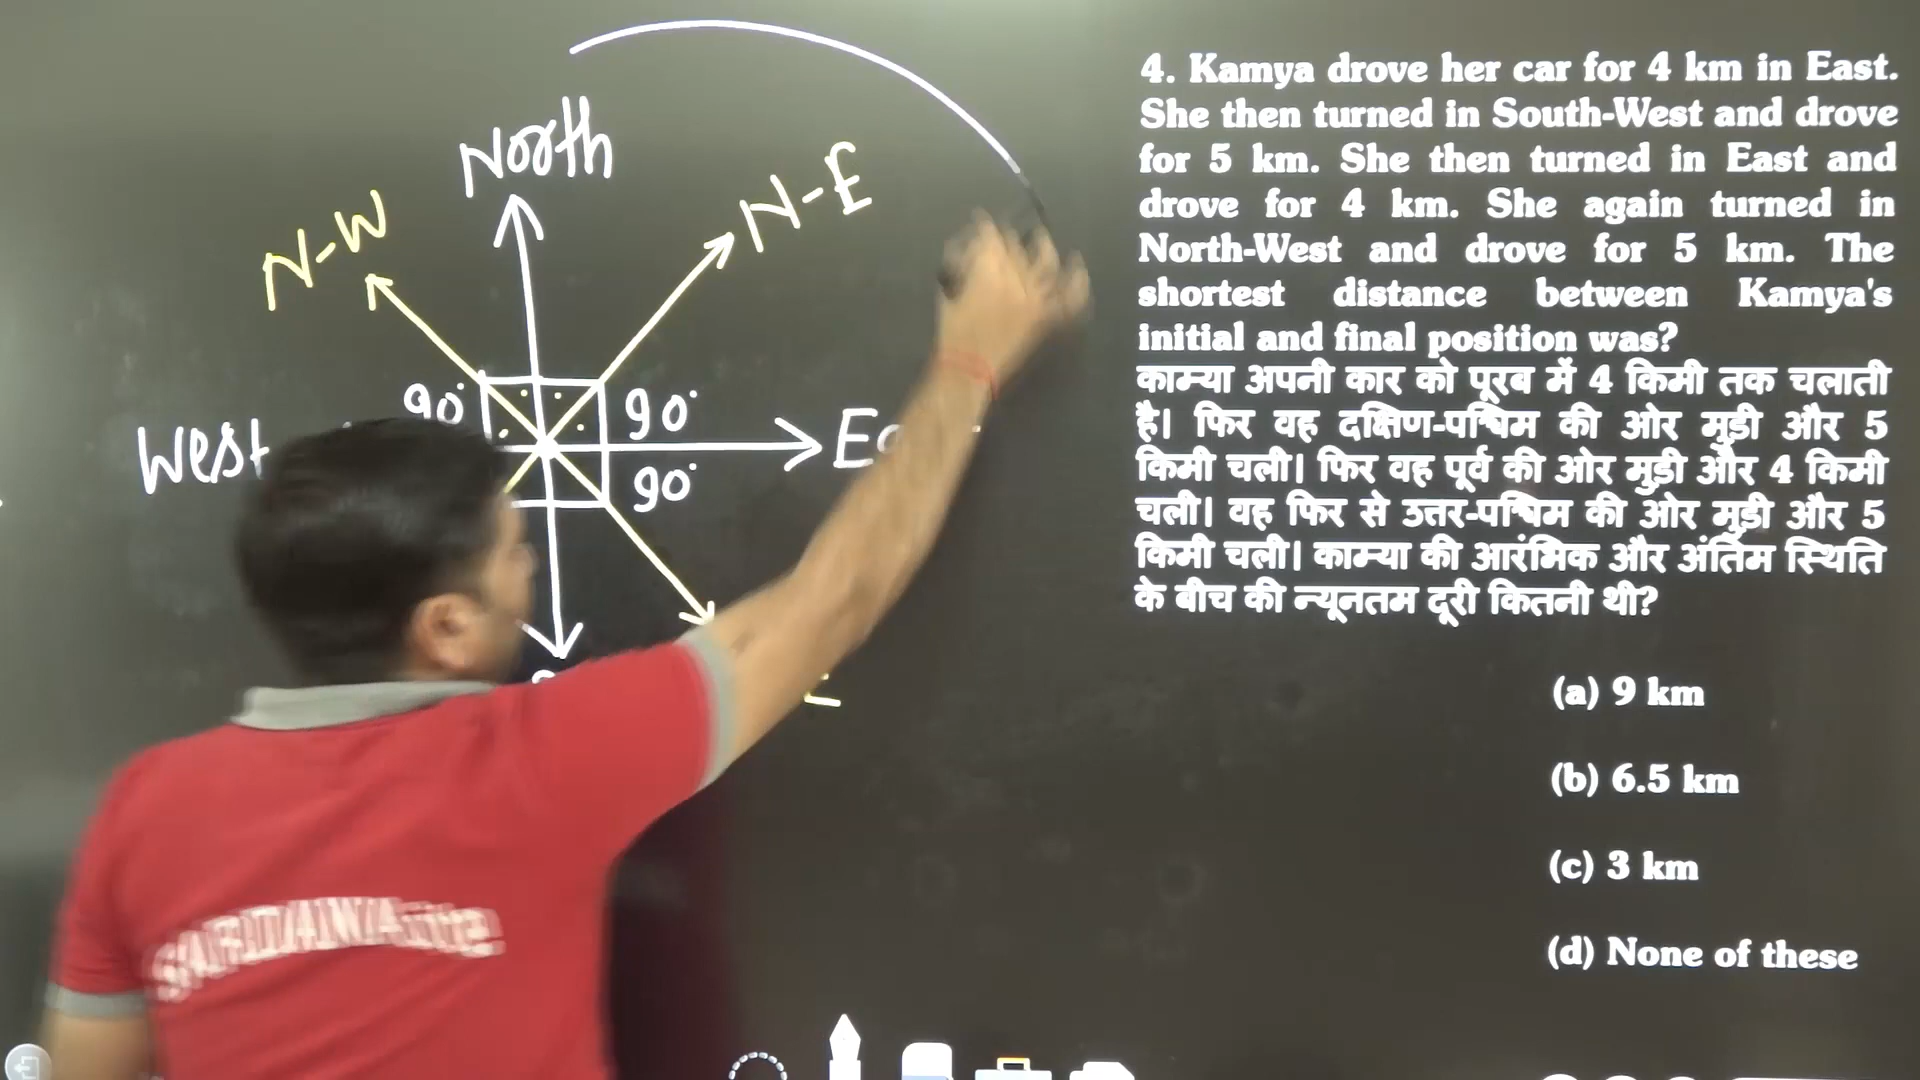 North
N-E
N-W
90°
90°
West
90°
4. Kamya drove her car for 4 km in East.
She then turned in South-West and drove
for 5 km. She then turned in East and
drove for 4 km. She again turned in
North-West and drove for 5 km. The
shortest distance between Kamya's
initial and final position was?
काम्या अपनी कार को पूरब में 4 किमी तक चलाती
है। फिर वह दक्षिण-पश्चिम की ओर मुड़ी और 5
किमी चली। फिर वह पूर्व की ओर मुड़ी और 4 किमी
चली। वह फिर से उत्तर-पश्चिम की ओर मुड़ी और 5
किमी चली। काम्या की आरंभिक और अंतिम स्थिति
के बीच की न्यूनतम दूरी कितनी थी?
(a) 9 km
(b) 6.5 km
(c) 3 km
(d) None of these